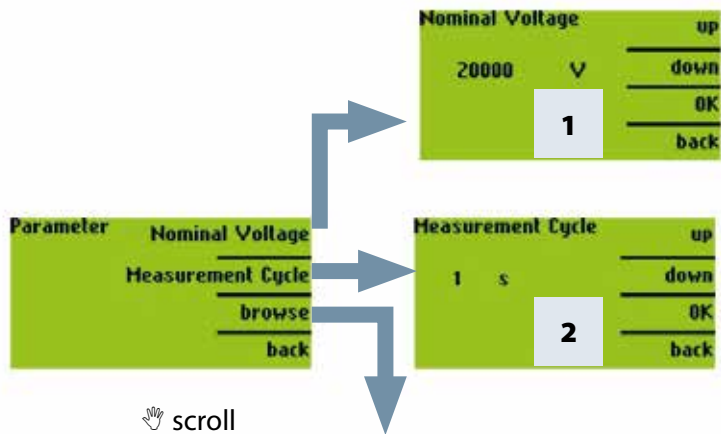 Nominal Voltage
up
20000 V
down
OK
1
back
Parameter
Nominal Voltage
Measurement Cycle
browse
back
Measurement Cycle
up
1 s
down
OK
2
back
scroll